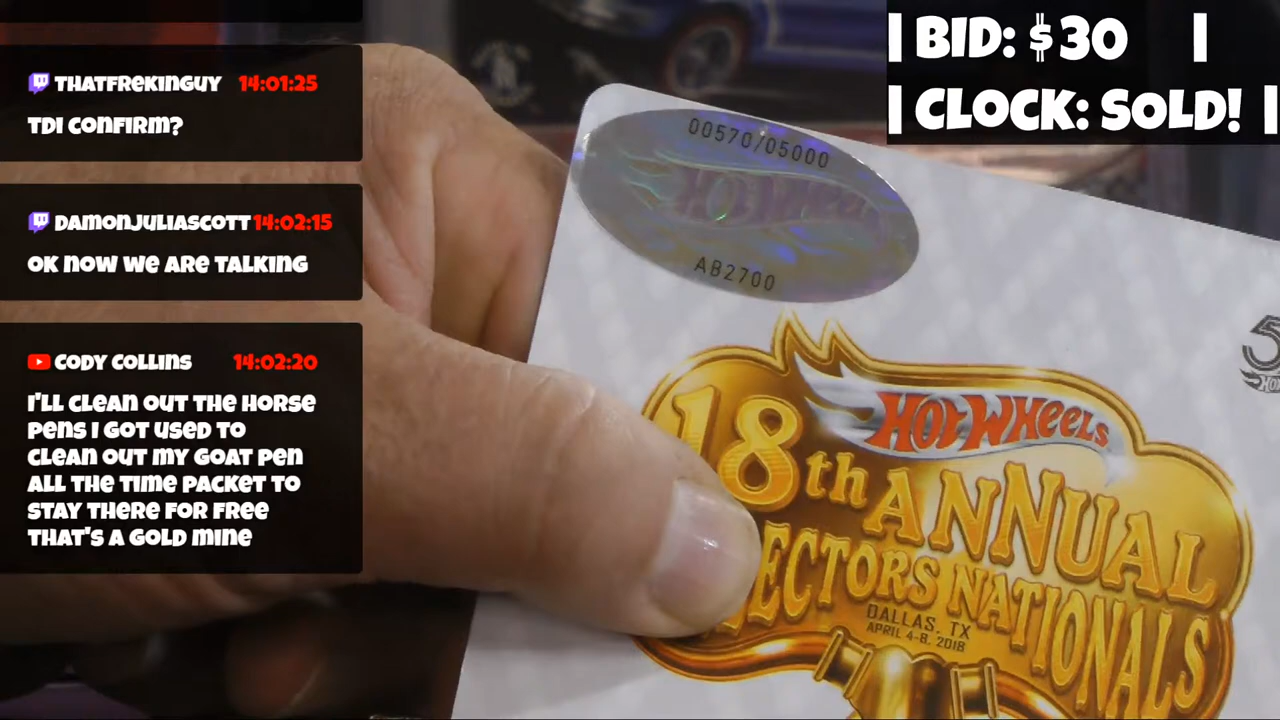 THATFREKINGUY 14:01:25
TDI CONFIRM?
DAMONJULIASCOTT 14:02:15
OK NOW WE ARE TALKING
CODY COLLINS 14:02:20
I'LL CLEAN OUT THE HORSE
PENS I GOT USED TO
CLEAN OUT MY GOAT PEN
ALL THE TIME PACKET TO
STAY THERE FOR FREE
THAT'S A GOLD MINE
| BID: $30 |
| CLOCK: SOLD! |
00570/05000
HOT WHEELS
AB2700
HOT WHEELS
18th ANNUAL
ECTORS NATIONALS
DALLAS, TX
APRIL 4-8, 2018